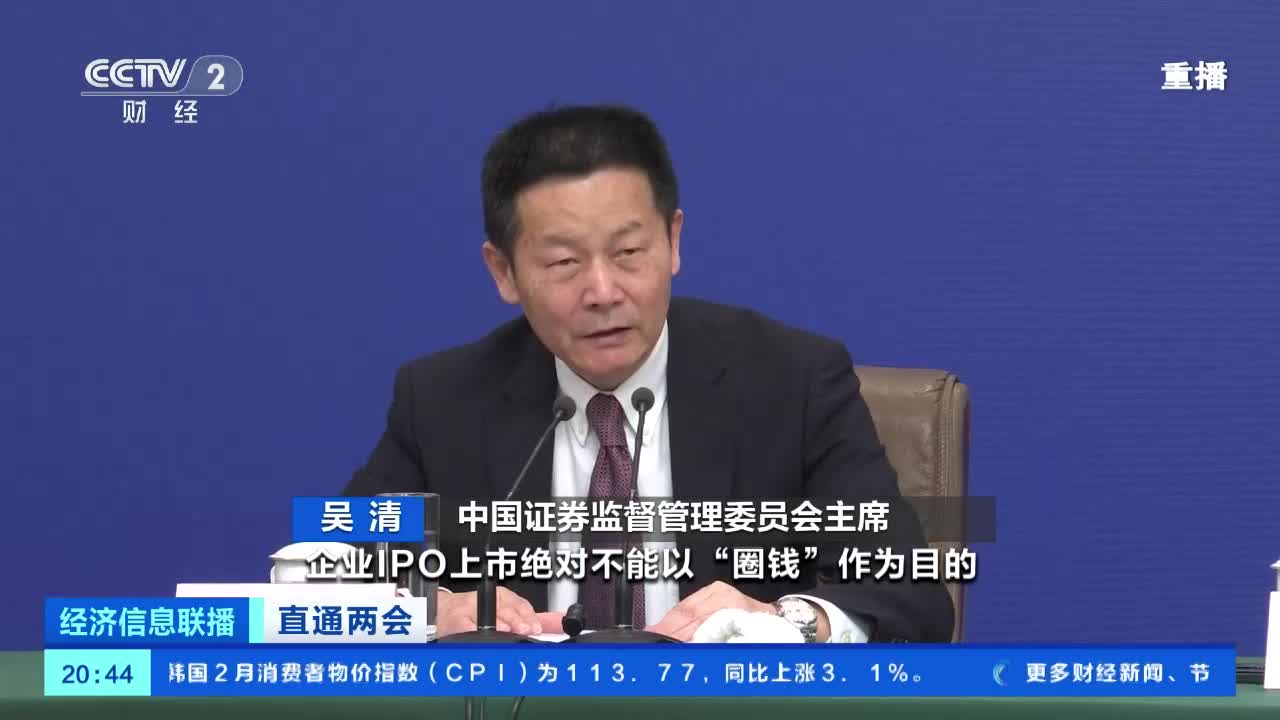 CCTV 2
财经
重播
吴清 中国证券监督管理委员会主席
企业IPO上市绝对不能以“圈钱”作为目的
经济信息联播 直通两会
20:44 韩国2月消费者物价指数（CPI）为113.77，同比上涨3.1%。 更多财经新闻、节